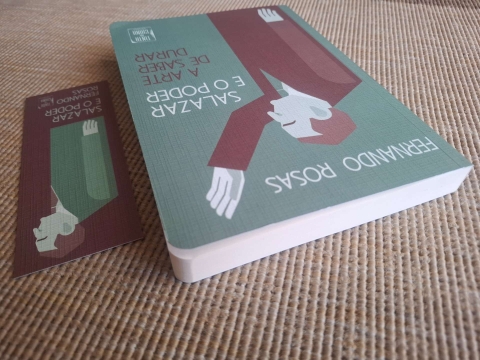 FERNANDO ROSAS
SALAZAR
E O PODER
A ARTE
DE SABER
DURAR
SALAZAR
E O PODER
FERNANDO
ROSAS